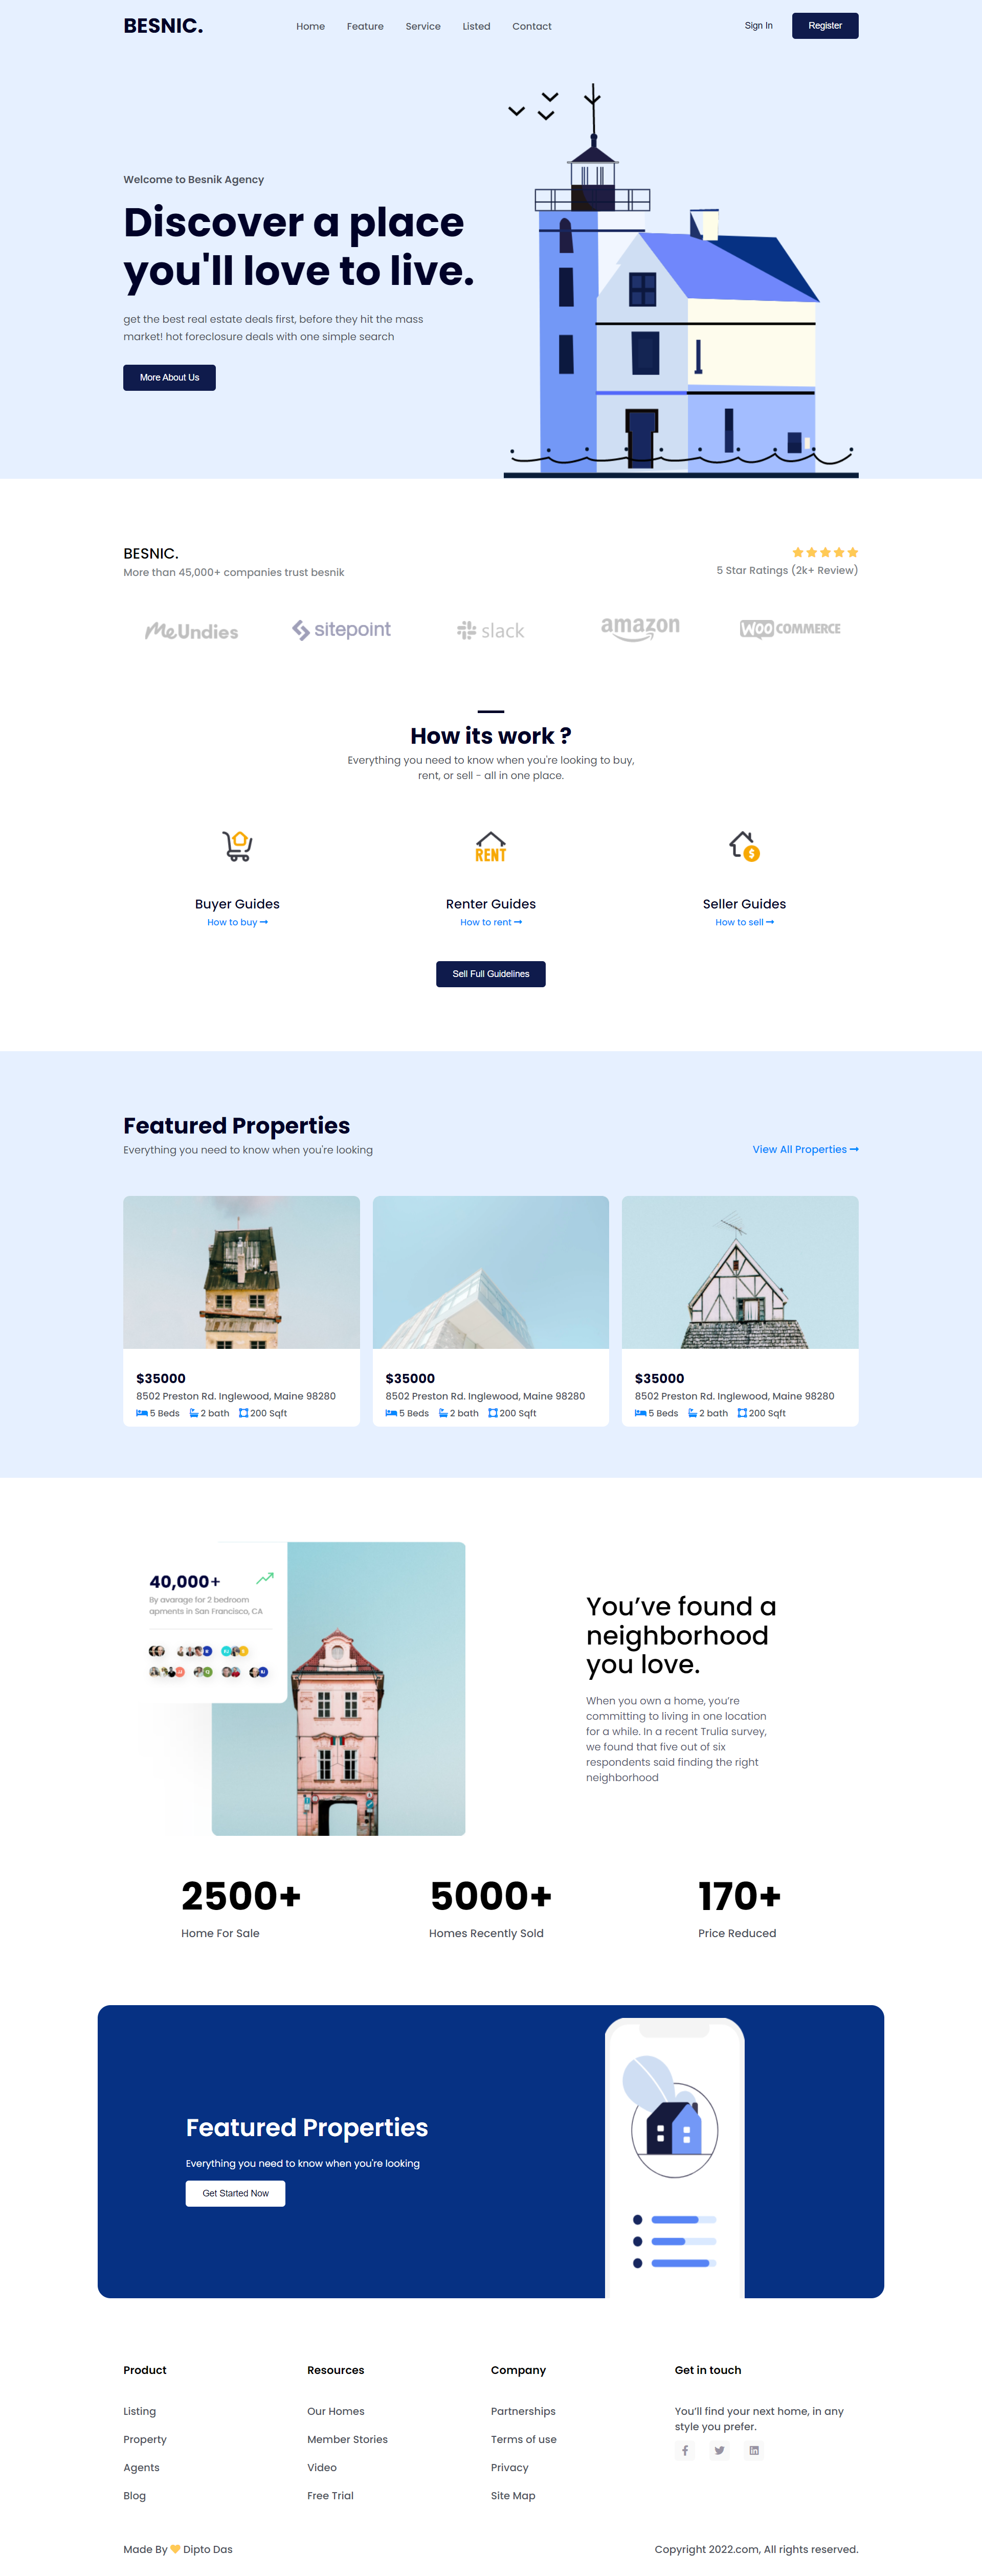 BESNIC.
Home
Feature
Service
Listed
Contact
Sign In
Register
Welcome to Besnik Agency
Discover a place
you'll love to live.
get the best real estate deals first, before they hit the mass
market! hot foreclosure deals with one simple search
More About Us
BESNIC.
More than 45,000+ companies trust besnik
5 Star Ratings (2k+ Review)
MeUndies
sitepoint
slack
amazon
WOO COMMERCE
How its work ?
Everything you need to know when you're looking to buy,
rent, or sell - all in one place.
RENT
$
Buyer Guides
Renter Guides
Seller Guides
How to buy
How to rent
How to sell
Sell Full Guidelines
Featured Properties
Everything you need to know when you're looking
View All Properties
$35000
8502 Preston Rd. Inglewood, Maine 98280
5 Beds
2 bath
200 Sqft
$35000
8502 Preston Rd. Inglewood, Maine 98280
5 Beds
2 bath
200 Sqft
$35000
8502 Preston Rd. Inglewood, Maine 98280
5 Beds
2 bath
200 Sqft
40,000+
By avarage for 2 bedroom
apments in San Francisco, CA
You’ve found a
neighborhood
you love.
When you own a home, you’re
committing to living in one location
for a while. In a recent Trulia survey,
we found that five out of six
respondents said finding the right
neighborhood
2500+
Home For Sale
5000+
Homes Recently Sold
170+
Price Reduced
Featured Properties
Everything you need to know when you're looking
Get Started Now
Product
Listing
Property
Agents
Blog
Resources
Our Homes
Member Stories
Video
Free Trial
Company
Partnerships
Terms of use
Privacy
Site Map
Get in touch
You’ll find your next home, in any
style you prefer.
Made By 🧡 Dipto Das
Copyright 2022.com, All rights reserved.